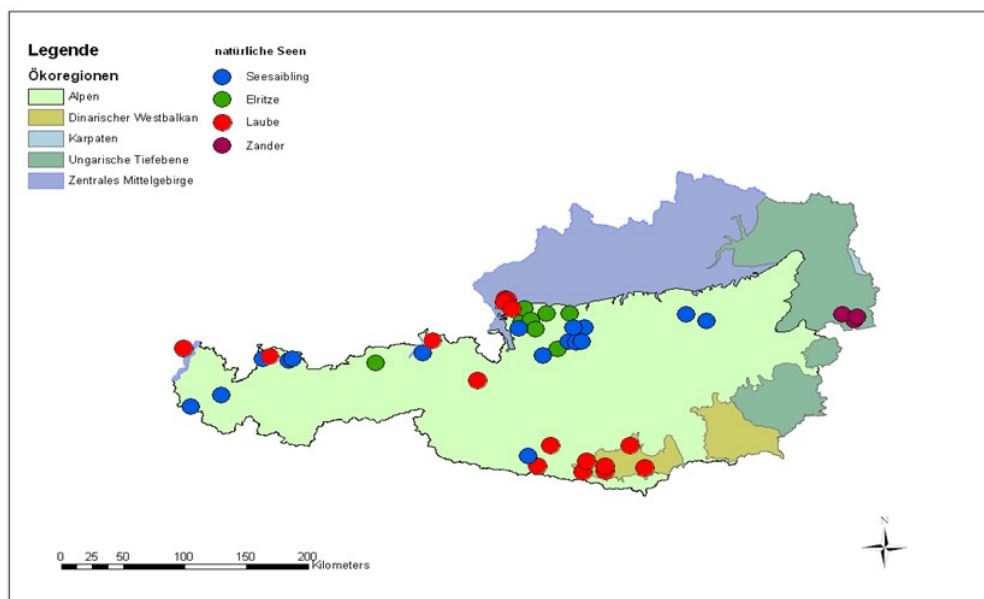 Legende
Ökoregionen
Alpen
Dinarischer Westbalkan
Karpaten
Ungarische Tiefebene
Zentrales Mittelgebirge
natürliche Seen
Seesaibling
Elritze
Laube
Zander
N
0 25 50 100 150 200
Kilometers